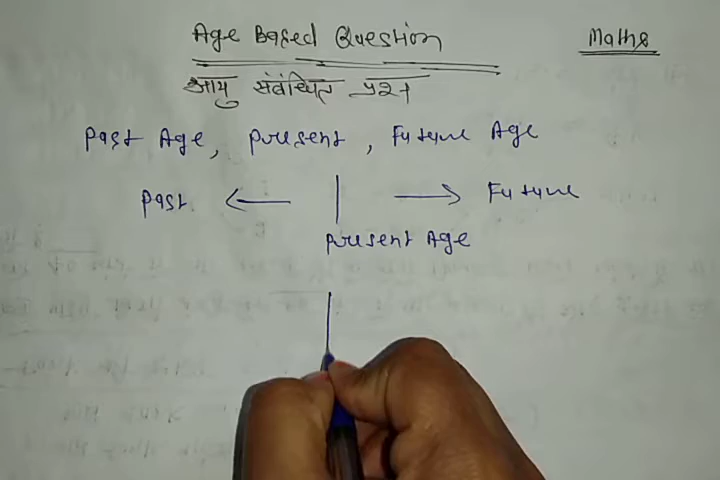 Age Based Question
Maths
आयु संबंधित प्रश्न
Past Age, present, Future Age
Past ← | → Future
present Age